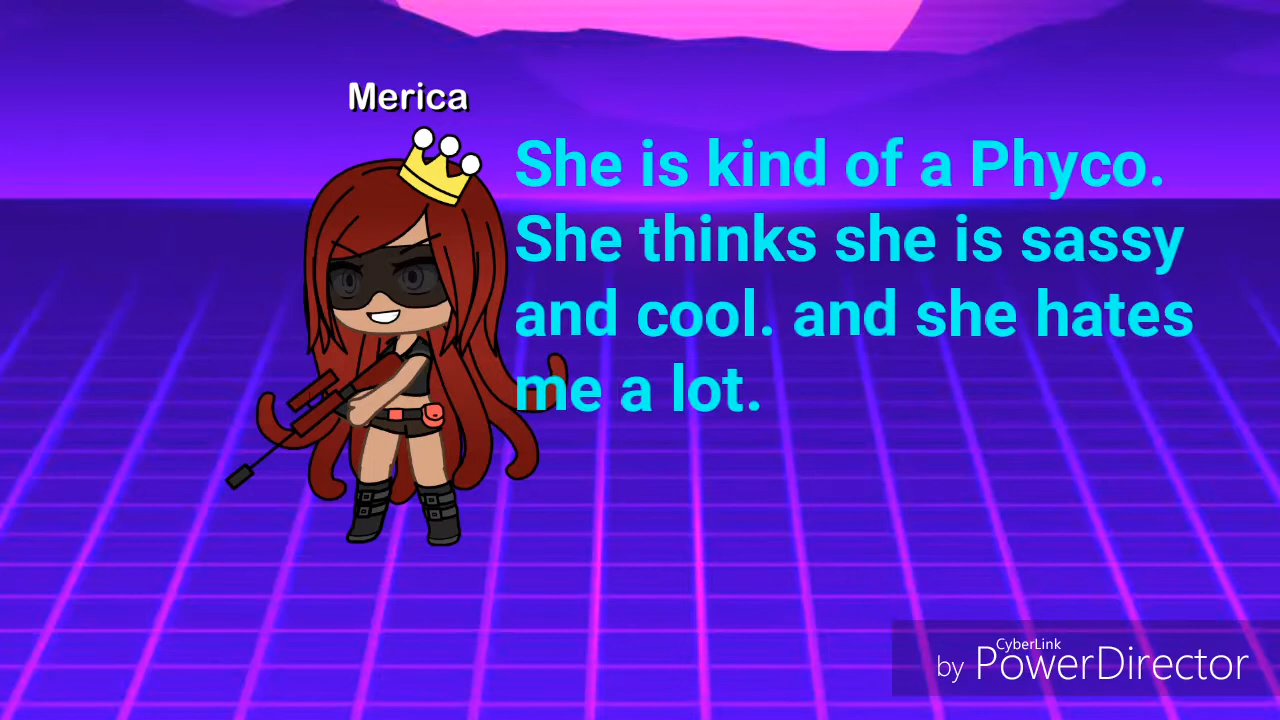 Merica
She is kind of a Phyco.
She thinks she is sassy
and cool. and she hates
me a lot.
CyberLink
by PowerDirector